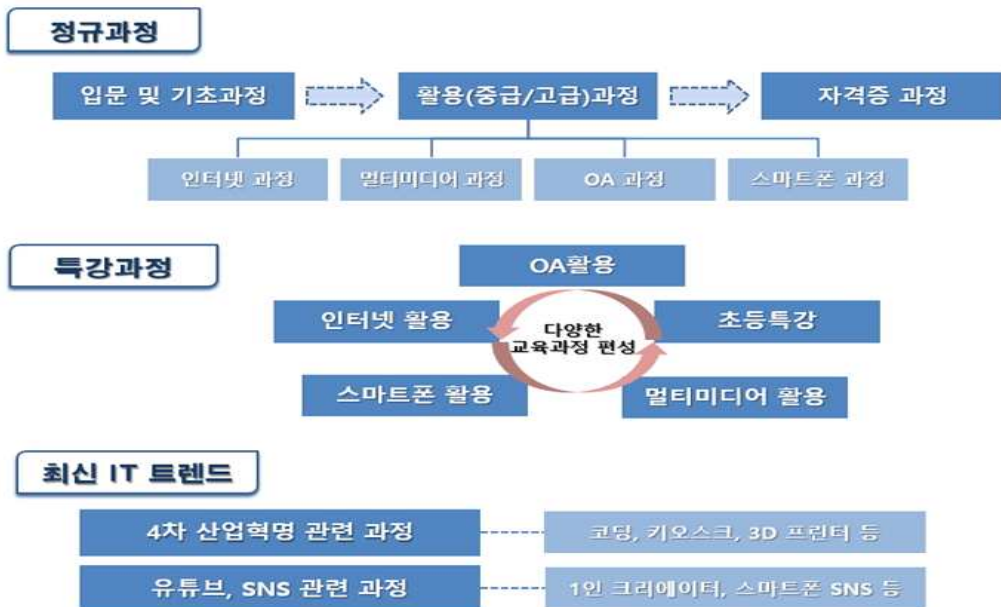 정규과정
입문 및 기초과정
활용(중급/고급)과정
자격증 과정
인터넷 과정
멀티미디어 과정
OA 과정
스마트폰 과정
특강과정
OA활용
인터넷 활용
다양한
교육과정 편성
초등특강
스마트폰 활용
멀티미디어 활용
최신 IT 트렌드
4차 산업혁명 관련 과정
코딩, 키오스크, 3D 프린터 등
유튜브, SNS 관련 과정
1인 크리에이터, 스마트폰 SNS 등